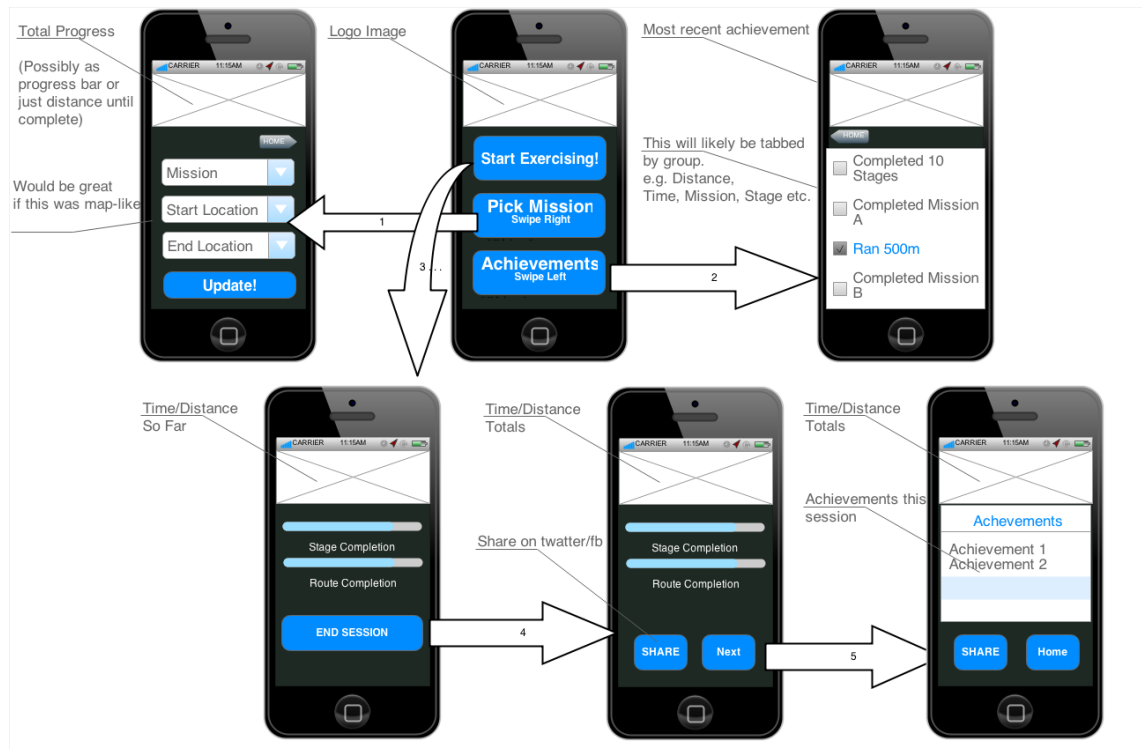 Total Progress
(Possibly as
progress bar or
just distance until
complete)
Would be great
if this was map-like
CARRIER 11:15AM
HOME
Mission
Start Location
End Location
Update!
1
Logo Image
CARRIER 11:15AM
Start Exercising!
Pick Mission
Swipe Right
Achievements
Swipe Left
3 ...
2
Most recent achievement
This will likely be tabbed
by group.
e.g. Distance,
Time, Mission, Stage etc.
CARRIER 11:15AM
HOME
Completed 10
Stages
Completed Mission
A
Ran 500m
Completed Mission
B
Time/Distance
So Far
CARRIER 11:15AM
Stage Completion
Route Completion
END SESSION
4
Time/Distance
Totals
Share on twatter/fb
CARRIER 11:15AM
Stage Completion
Route Completion
SHARE
Next
5
Time/Distance
Totals
Achievements this
session
CARRIER 11:15AM
Achevements
Achievement 1
Achievement 2
SHARE
Home